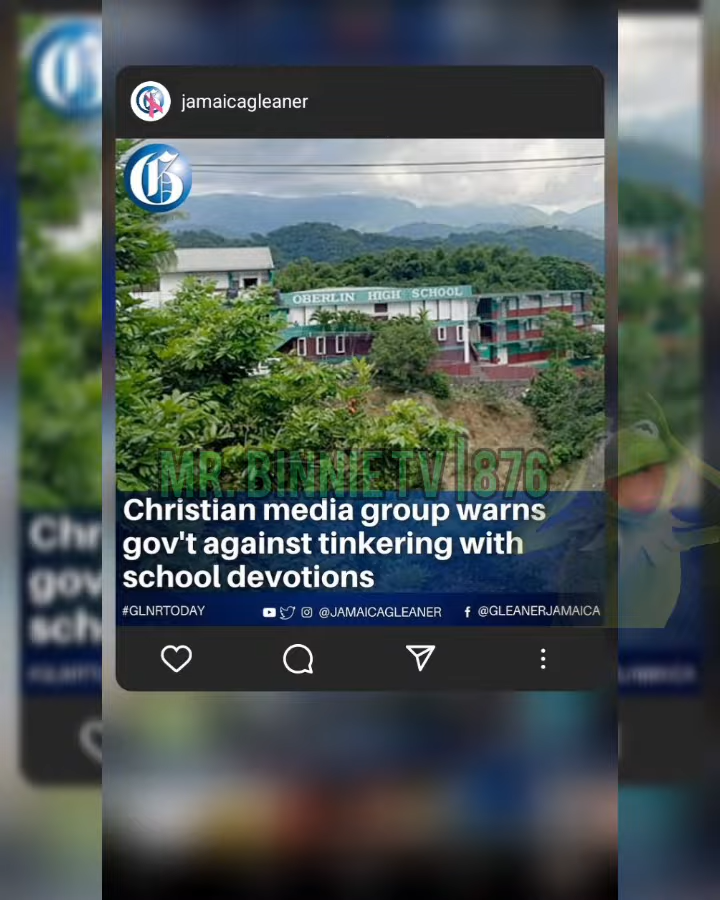 jamaicagleaner
G
OBERLIN HIGH SCHOOL
MR. BINNIE TV |876
Christian media group warns
gov't against tinkering with
school devotions
#GLNRTODAY
@JAMAICAGLEANER
@GLEANERJAMAICA